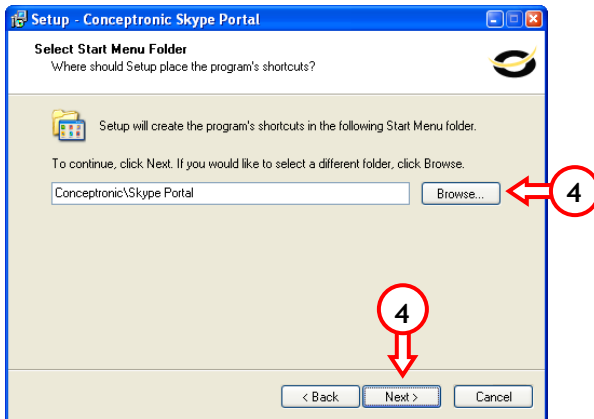 Setup - Conceptronic Skype Portal
Select Start Menu Folder
Where should Setup place the program's shortcuts?
Setup will create the program's shortcuts in the following Start Menu folder.
To continue, click Next. If you would like to select a different folder, click Browse.
Conceptronic\Skype Portal
Browse...
4
4
< Back
Next >
Cancel